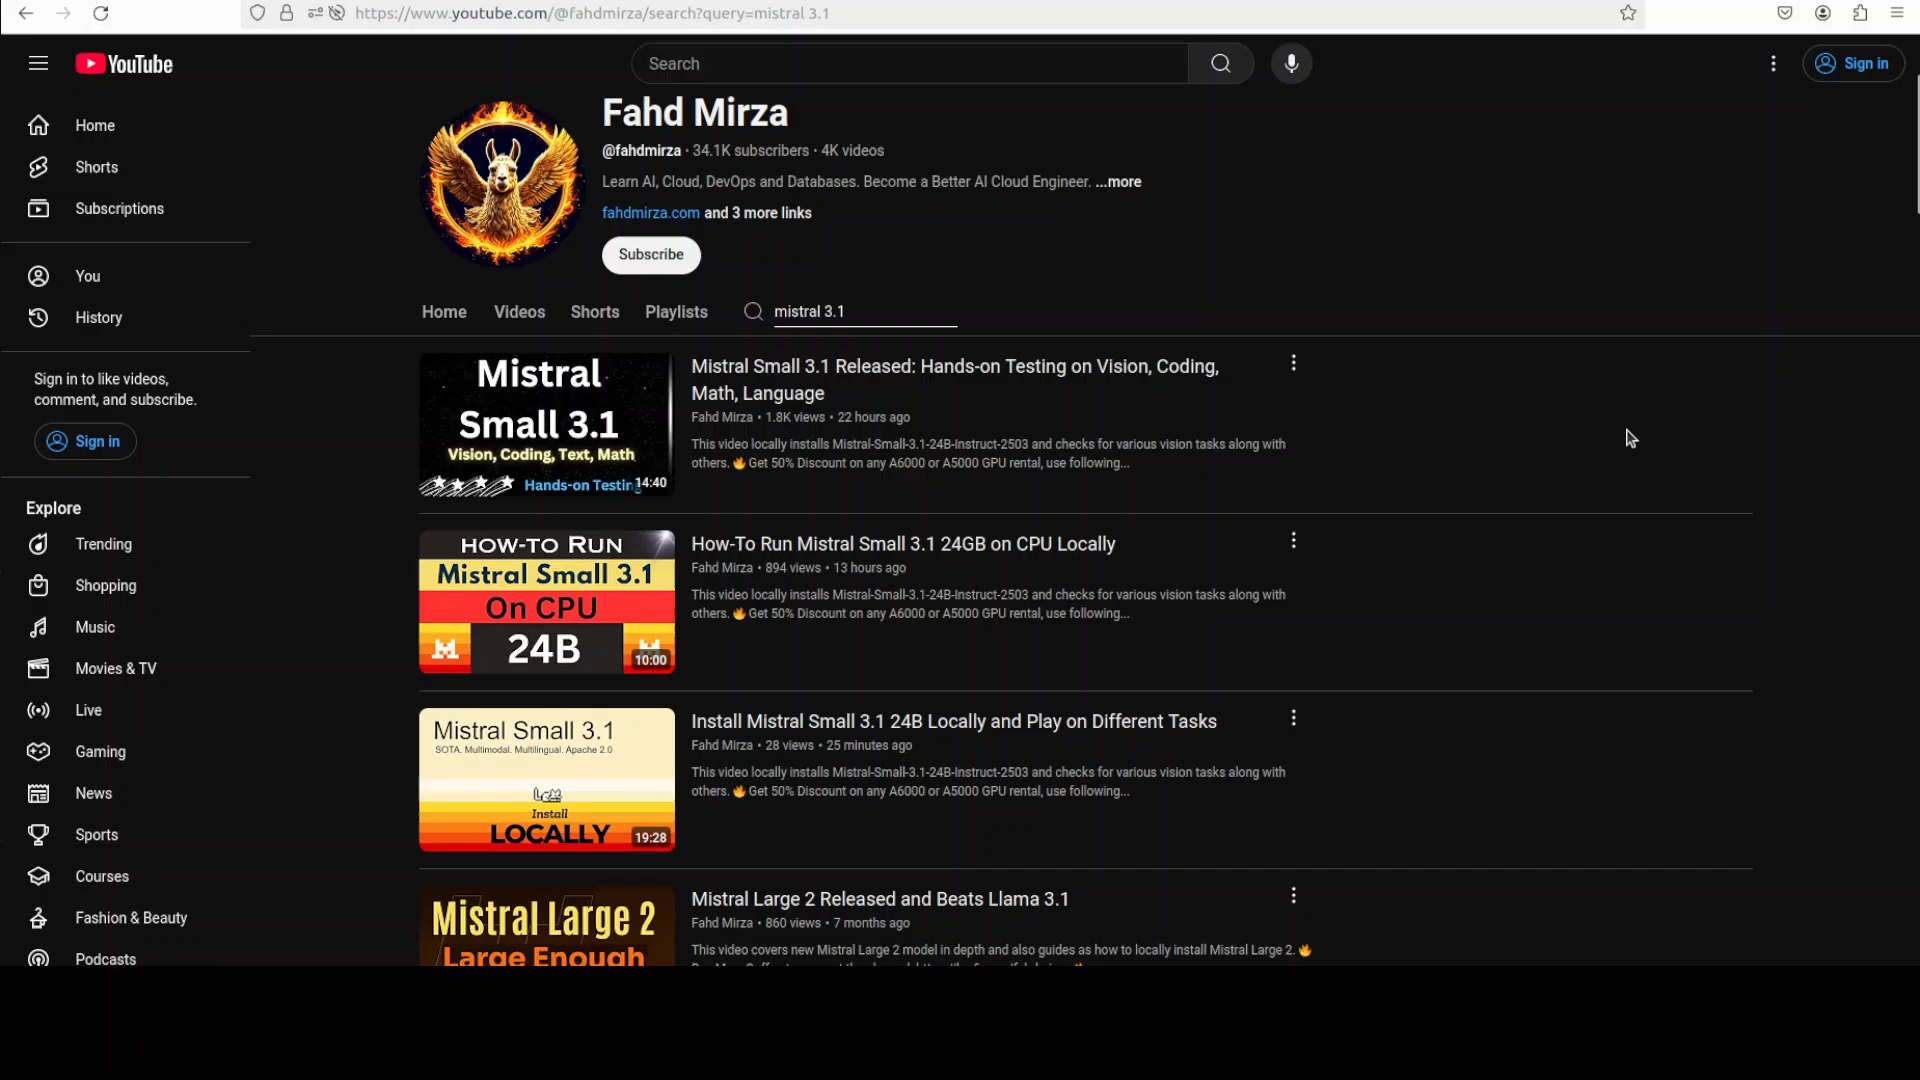 https://www.youtube.com/@fahdmirza/search?query=mistral 3.1
YouTube
Search
Sign in
Home
Shorts
Subscriptions
You
History
Sign in to like videos,
comment, and subscribe.
Sign in
Explore
Trending
Shopping
Music
Movies & TV
Live
Gaming
News
Sports
Courses
Fashion & Beauty
Podcasts
Fahd Mirza
@fahdmirza · 34.1K subscribers · 4K videos
Learn AI, Cloud, DevOps and Databases. Become a Better AI Cloud Engineer. ...more
fahdmirza.com and 3 more links
Subscribe
Home Videos Shorts Playlists mistral 3.1
Mistral
Small 3.1
Vision, Coding, Text, Math
Hands-on Testing
14:40
Mistral Small 3.1 Released: Hands-on Testing on Vision, Coding,
Math, Language
Fahd Mirza • 1.8K views • 22 hours ago
This video locally installs Mistral-Small-3.1-24B-Instruct-2503 and checks for various vision tasks along with
others. 🔥Get 50% Discount on any A6000 or A5000 GPU rental, use following...
HOW-TO RUN
Mistral Small 3.1
On CPU
24B
10:00
How-To Run Mistral Small 3.1 24GB on CPU Locally
Fahd Mirza • 894 views • 13 hours ago
This video locally installs Mistral-Small-3.1-24B-Instruct-2503 and checks for various vision tasks along with
others. 🔥Get 50% Discount on any A6000 or A5000 GPU rental, use following...
Mistral Small 3.1
SOTA. Multimodal. Multilingual. Apache 2.0
Install
LOCALLY
19:28
Install Mistral Small 3.1 24B Locally and Play on Different Tasks
Fahd Mirza • 28 views • 25 minutes ago
This video locally installs Mistral-Small-3.1-24B-Instruct-2503 and checks for various vision tasks along with
others. 🔥Get 50% Discount on any A6000 or A5000 GPU rental, use following...
Mistral Large 2
Large Enough
Mistral Large 2 Released and Beats Llama 3.1
Fahd Mirza • 860 views • 7 months ago
This video covers new Mistral Large 2 model in depth and also guides as how to locally install Mistral Large 2. 🔥